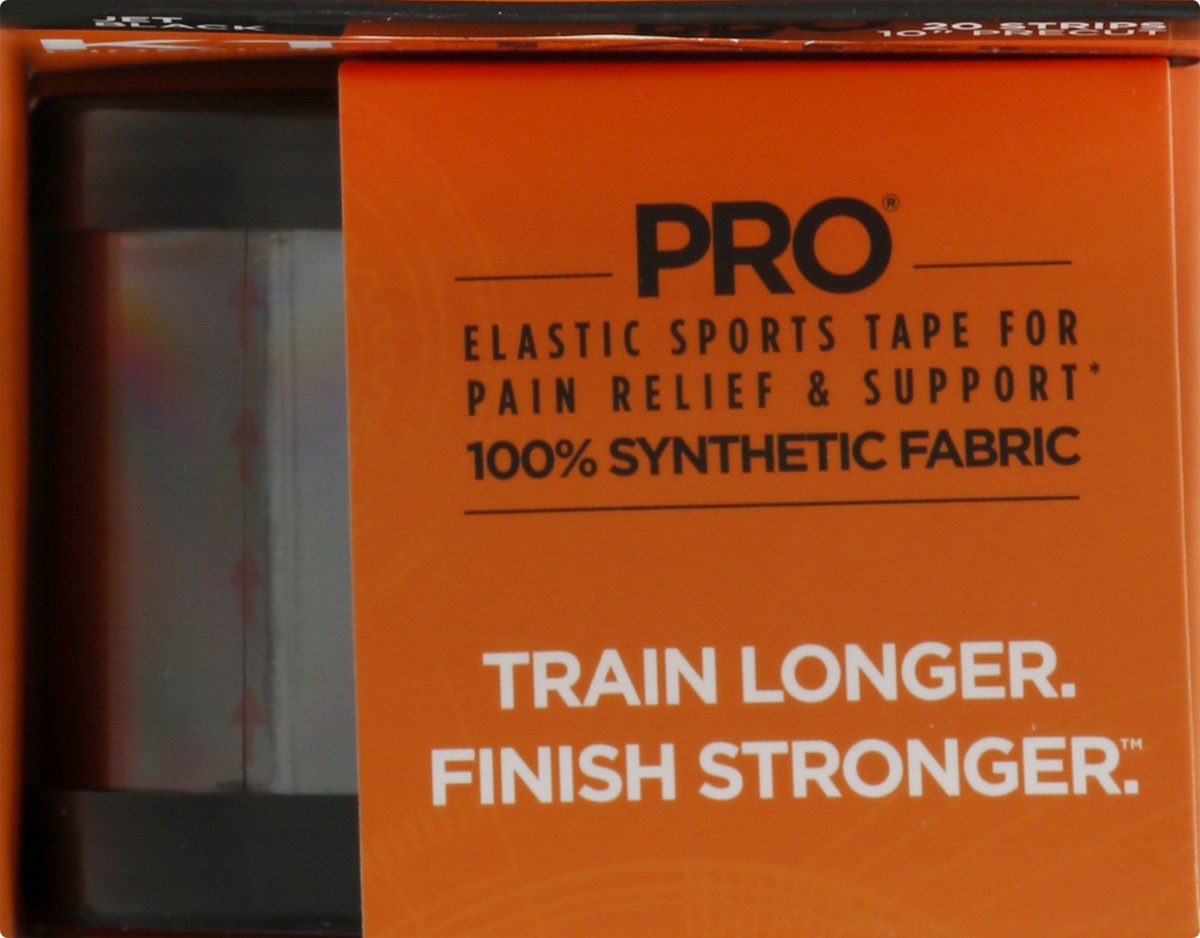 JET
BLACK
20 STRIPS
10" PRECUT
PRO®
ELASTIC SPORTS TAPE FOR
PAIN RELIEF & SUPPORT*
100% SYNTHETIC FABRIC
TRAIN LONGER.
FINISH STRONGER.™